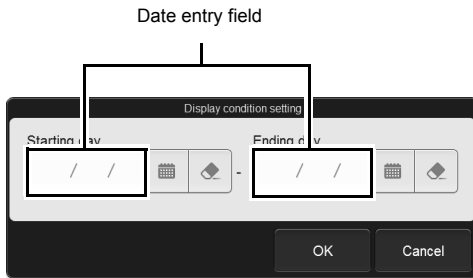 Date entry field
Display condition setting
Starting day Ending day
/ / - / /
OK Cancel